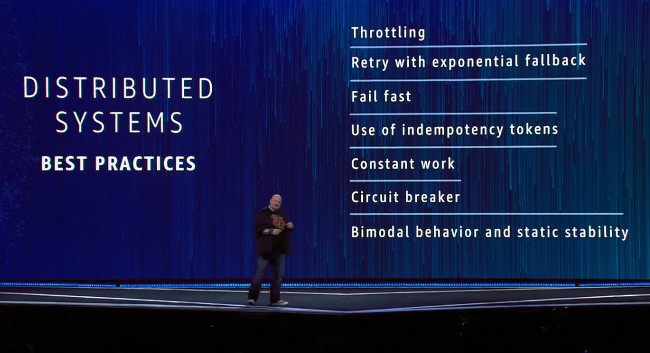 DISTRIBUTED
SYSTEMS
BEST PRACTICES
Throttling
Retry with exponential fallback
Fail fast
Use of indempotency tokens
Constant work
Circuit breaker
Bimodal behavior and static stability